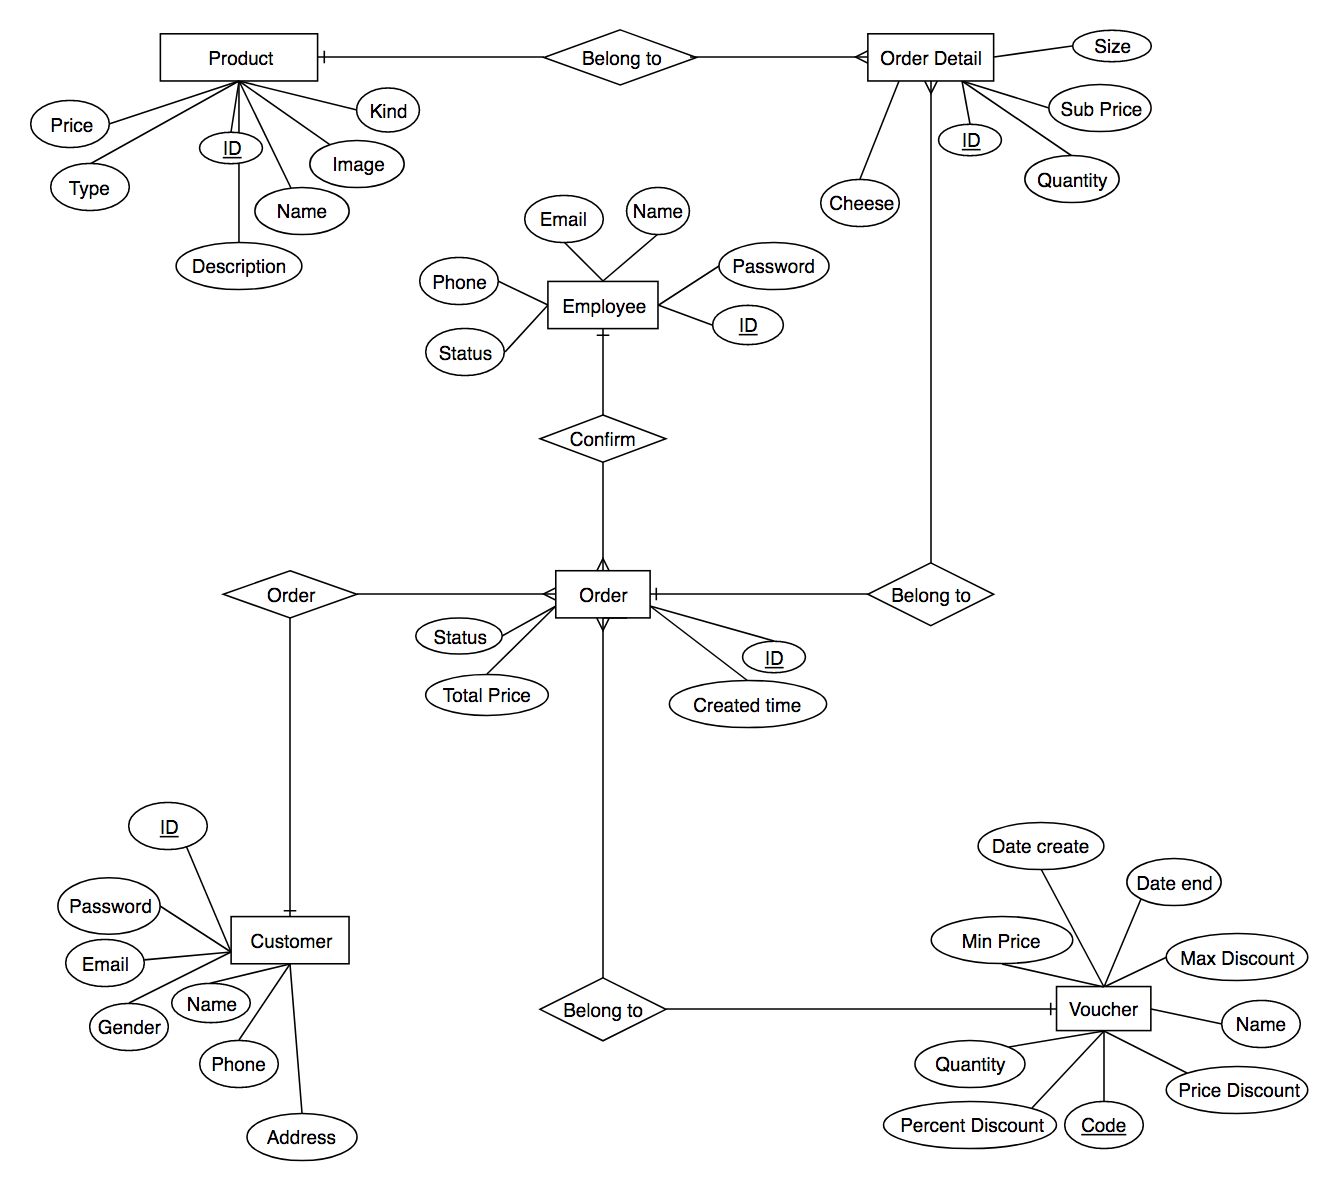 Product
Belong to
Order Detail
Size
Price
Type
ID
Kind
Image
Name
Description
Sub Price
ID
Quantity
Cheese
Email
Name
Phone
Password
Employee
ID
Status
Confirm
Order
Order
Belong to
Status
Total Price
ID
Created time
ID
Password
Customer
Email
Name
Gender
Phone
Address
Date create
Date end
Min Price
Max Discount
Belong to
Voucher
Name
Quantity
Price Discount
Percent Discount
Code